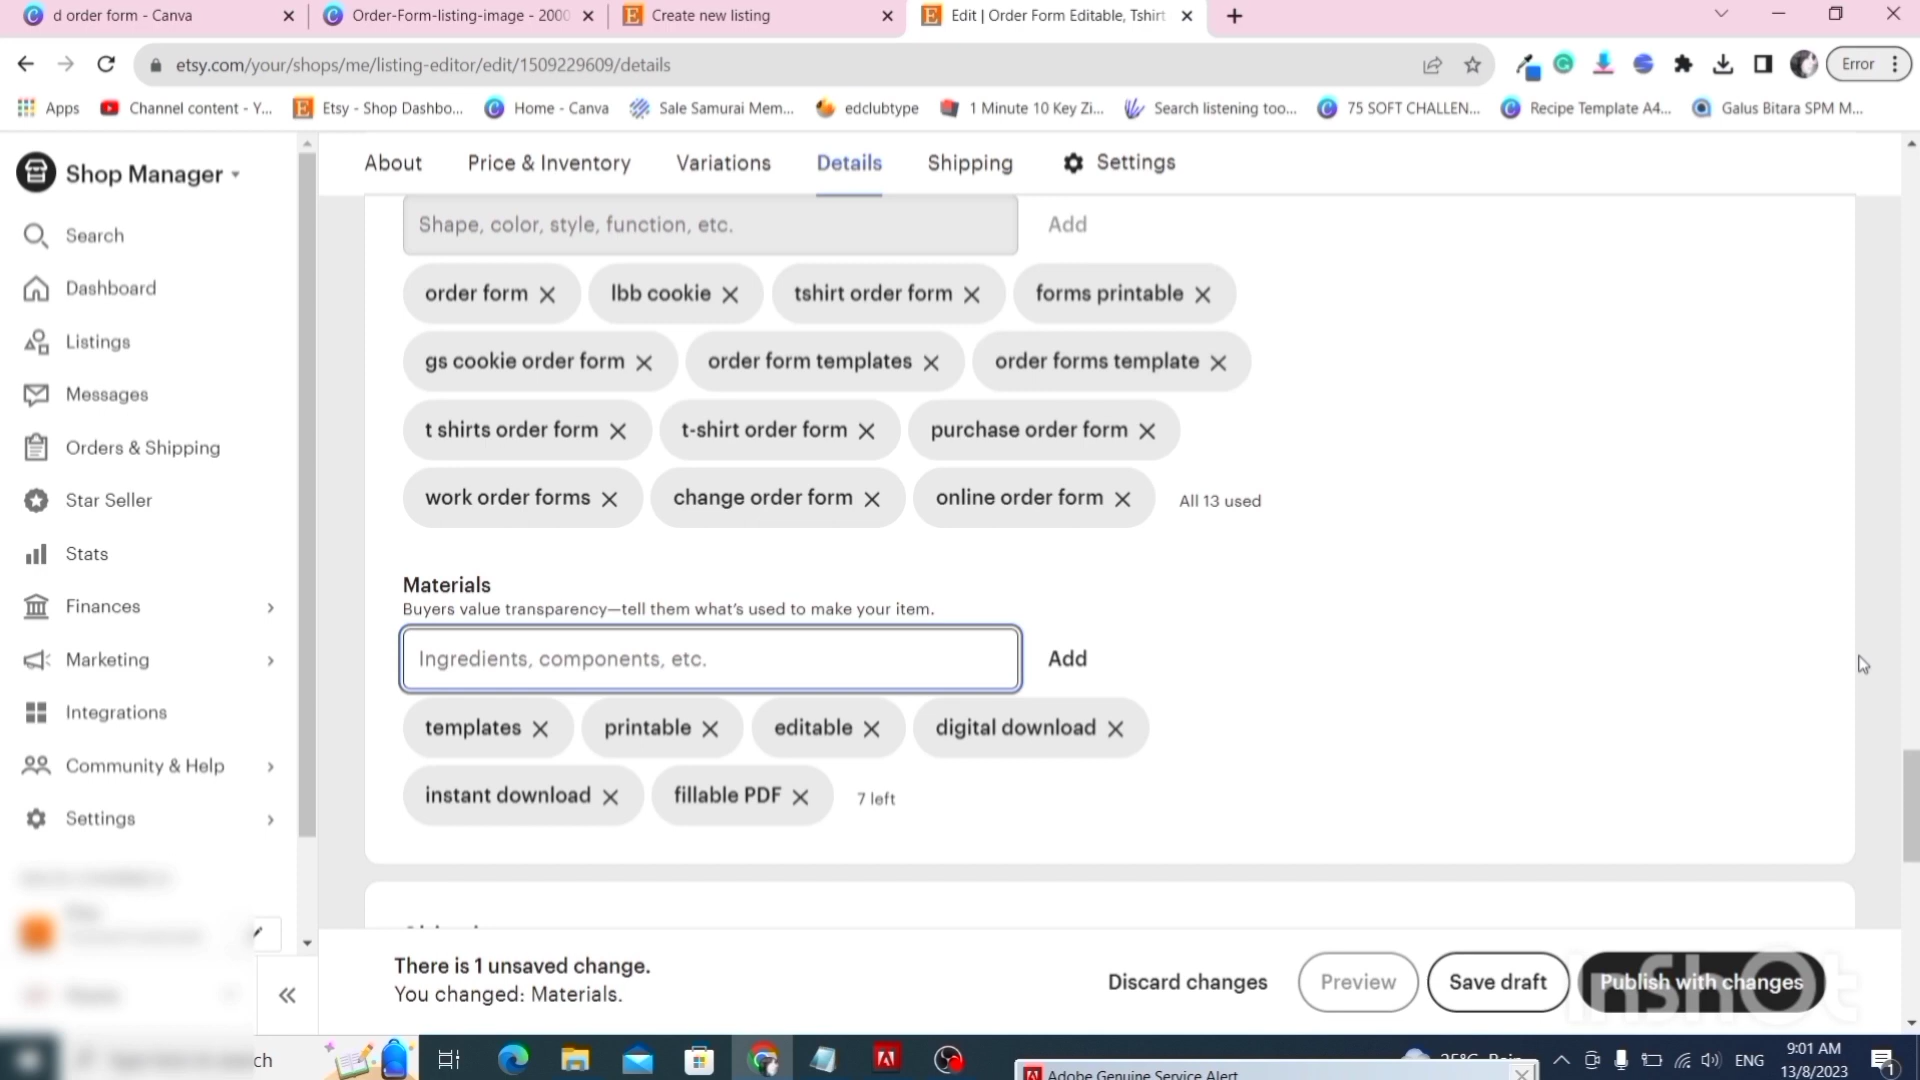 d order form - Canva
Order-Form-listing-image - 2000
Create new listing
Edit | Order Form Editable, Tshirt
etsy.com/your/shops/me/listing-editor/edit/1509229609/details
Error
Apps
Channel content - Y...
Etsy - Shop Dashbo...
Home - Canva
Sale Samurai Mem...
edclubtype
1 Minute 10 Key Zi...
Search listening too...
75 SOFT CHALLEN...
Recipe Template A4...
Galus Bitara SPM M...
Shop Manager
Search
Dashboard
Listings
Messages
Orders & Shipping
Star Seller
Stats
Finances
Marketing
Integrations
Community & Help
Settings
About
Price & Inventory
Variations
Details
Shipping
Settings
Shape, color, style, function, etc.
Add
order form
lbb cookie
tshirt order form
forms printable
gs cookie order form
order form templates
order forms template
t shirts order form
t-shirt order form
purchase order form
work order forms
change order form
online order form
All 13 used
Materials
Buyers value transparency—tell them what's used to make your item.
Ingredients, components, etc.
Add
templates
printable
editable
digital download
instant download
fillable PDF
7 left
There is 1 unsaved change.
You changed: Materials.
Discard changes
Preview
Save draft
Publish with changes
InShot
ch
25°C Rain
ENG
9:01 AM
13/8/2023
1
Adobe Genuine Service Alert